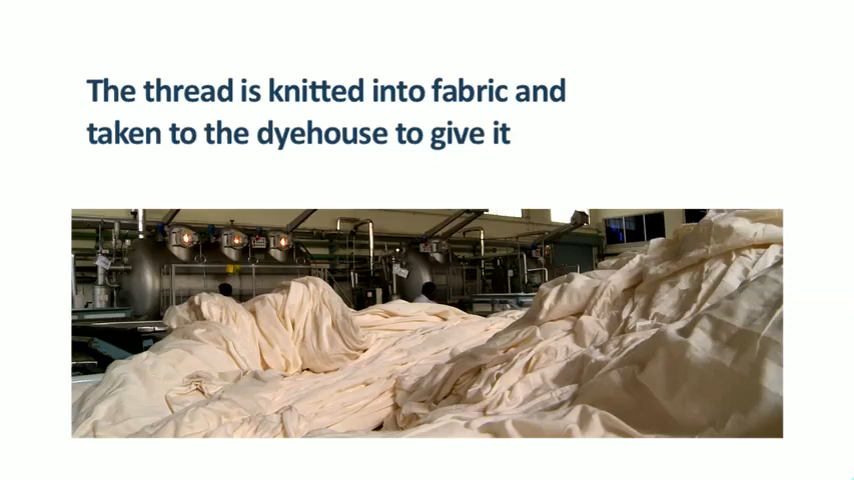 The thread is knitted into fabric and
taken to the dyehouse to give it